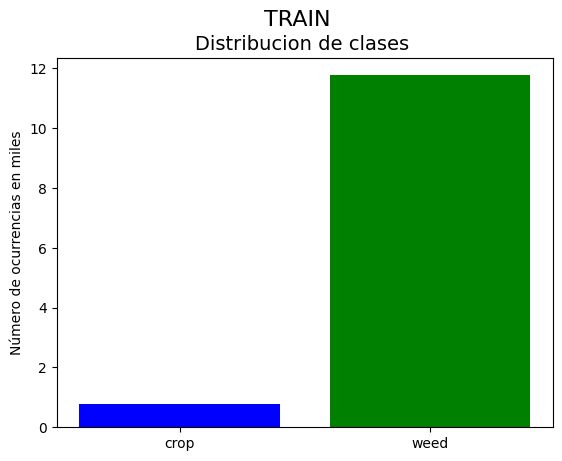 TRAIN
Distribucion de clases
Número de ocurrencias en miles
12
10
8
6
4
2
0
crop
weed